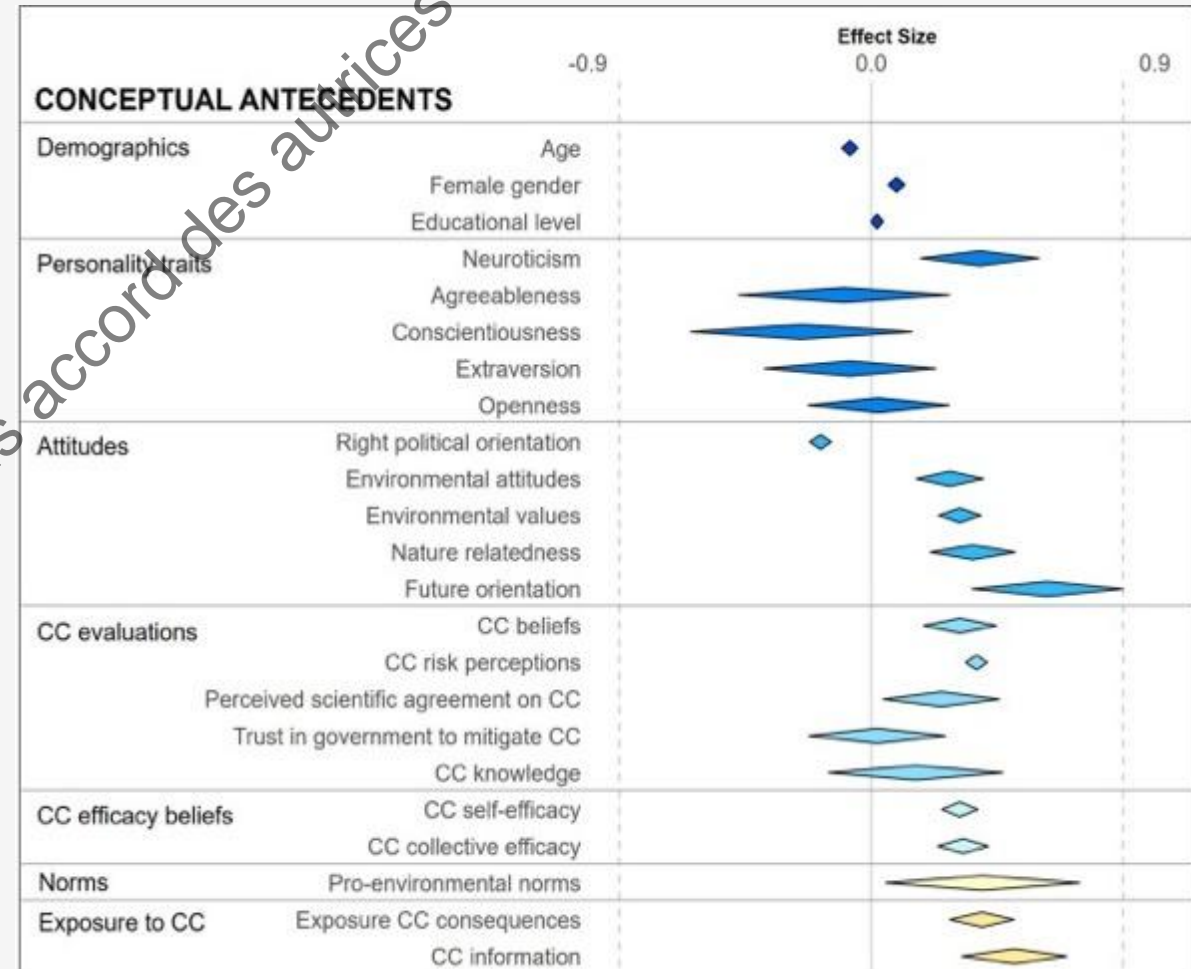 Effect Size
-0.9 0.0 0.9
CONCEPTUAL ANTECEDENTS
Demographics Age
Female gender
Educational level
Personality traits Neuroticism
Agreeableness
Conscientiousness
Extraversion
Openness
Attitudes Right political orientation
Environmental attitudes
Environmental values
Nature relatedness
Future orientation
CC evaluations CC beliefs
CC risk perceptions
Perceived scientific agreement on CC
Trust in government to mitigate CC
CC knowledge
CC efficacy beliefs CC self-efficacy
CC collective efficacy
Norms Pro-environmental norms
Exposure to CC Exposure CC consequences
CC information
accord des autrices